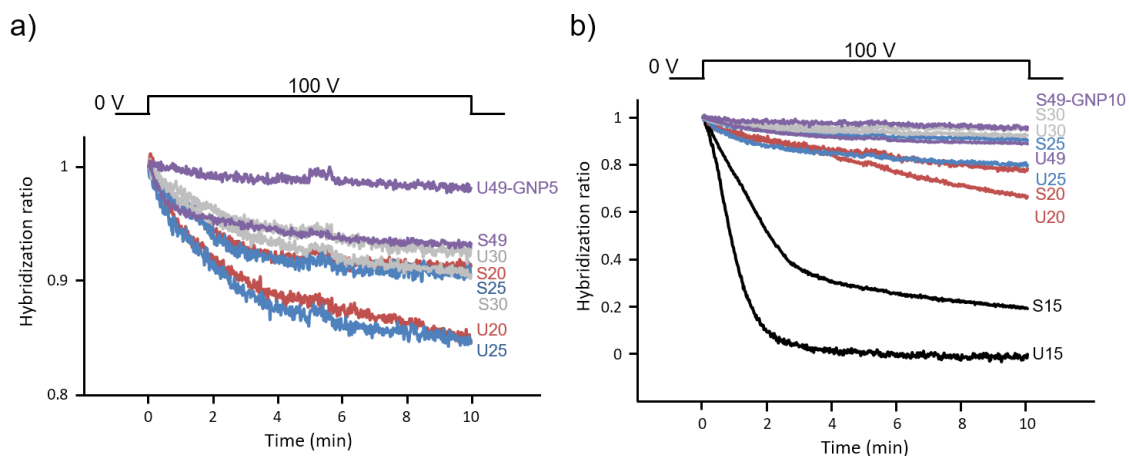 a)
100 V
0 V
Hybridization ratio
1
0.9
0.8
U49-GNP5
S49
U30
S20
S25
S30
U20
U25
0 2 4 6 8 10
Time (min)
b)
100 V
0 V
Hybridization ratio
1
0.8
0.6
0.4
0.2
0
S49-GNP10
S30
U30
S25
U49
U25
S20
U20
S15
U15
0 2 4 6 8 10
Time (min)